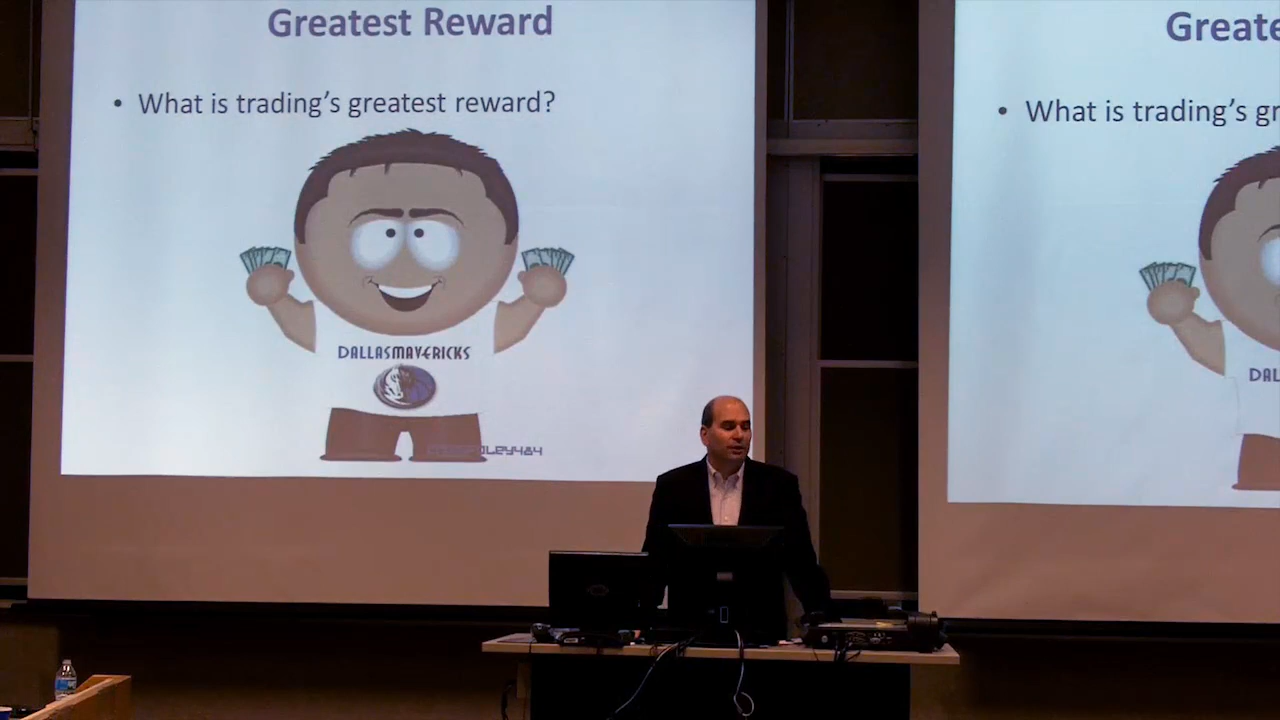 Greatest Reward
• What is trading's greatest reward?
DALLASMAVERICKS
Greate
• What is trading's gr
DAL